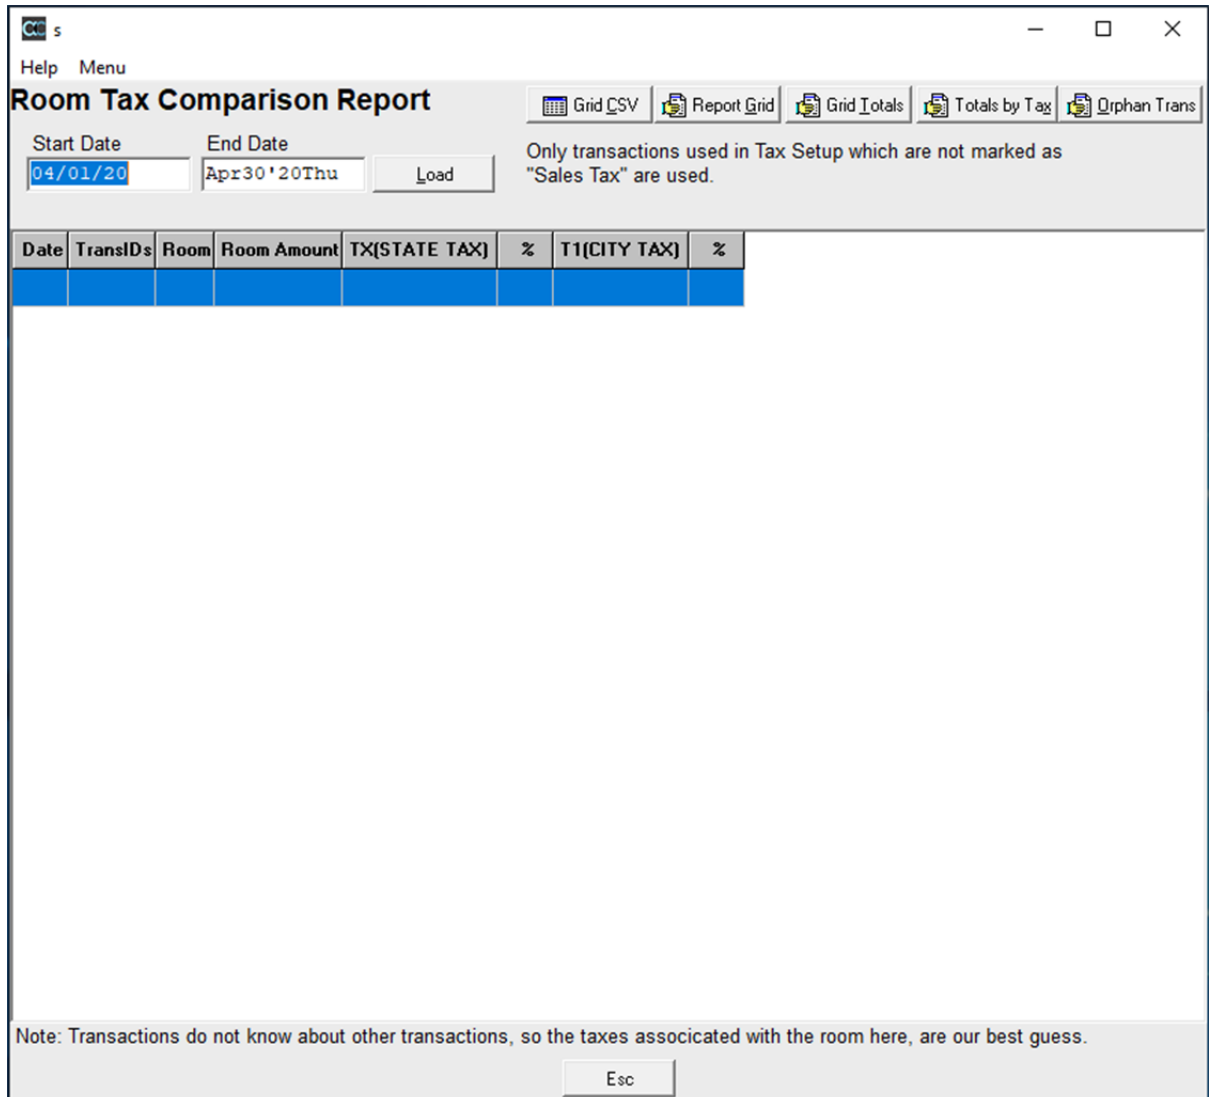 s
Help Menu
Room Tax Comparison Report
Grid CSV Report Grid Grid Totals Totals by Tax Orphan Trans
Start Date End Date
Only transactions used in Tax Setup which are not marked as
"Sales Tax" are used.
04/01/20 Apr30'20Thu Load
Date TransIDs Room Room Amount TX(STATE TAX) % T1(CITY TAX) %
Note: Transactions do not know about other transactions, so the taxes associcated with the room here, are our best guess.
Esc